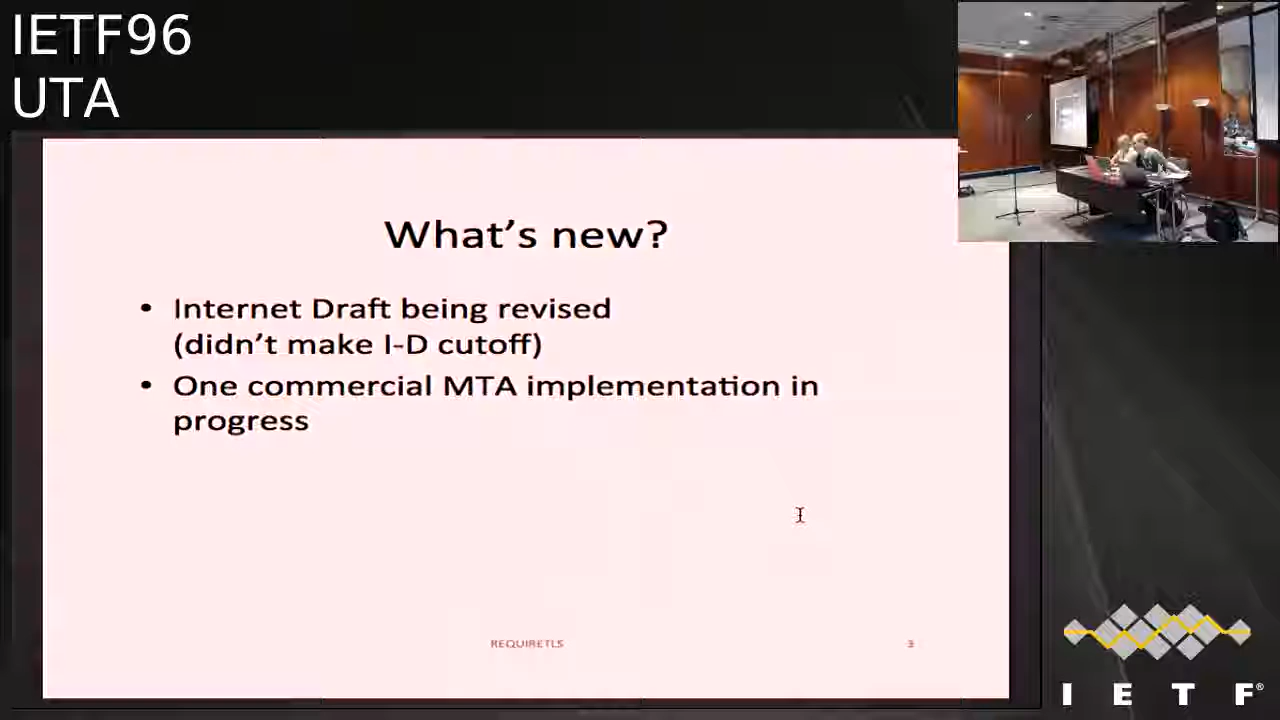 IETF96
UTA
What's new?
• Internet Draft being revised
(didn't make I-D cutoff)
• One commercial MTA implementation in
progress
REQUIRETLS
3
I E T F®